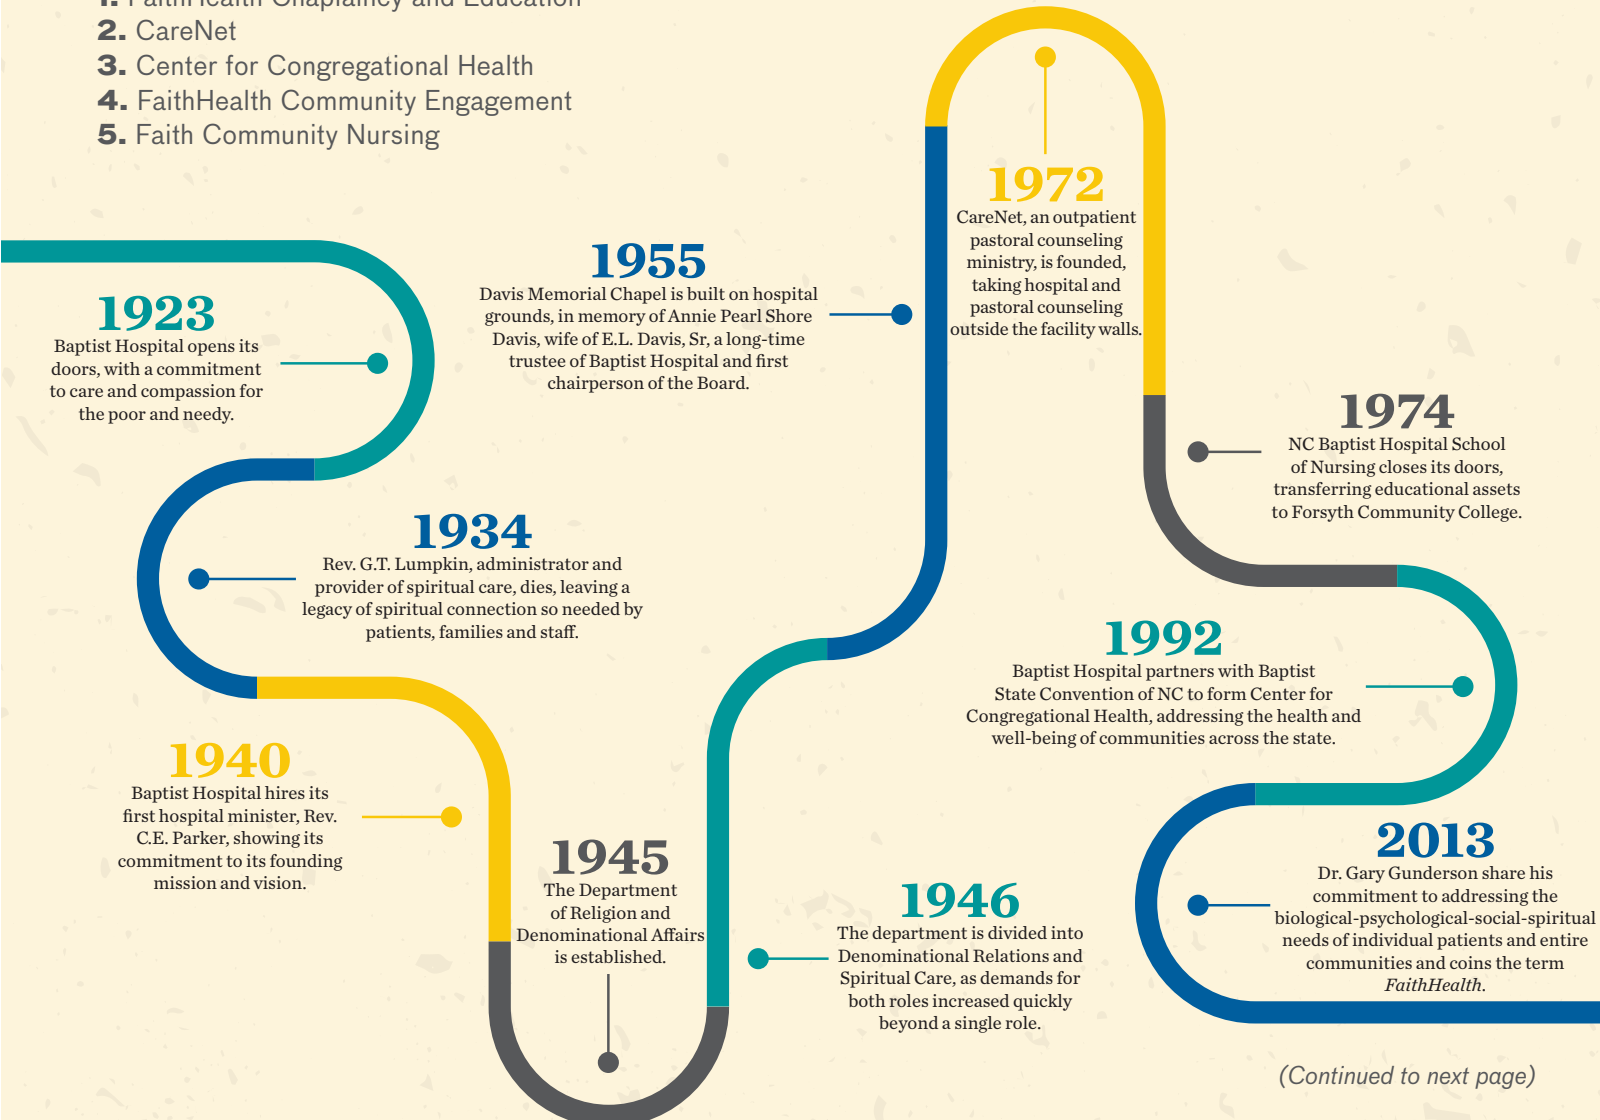 1. FaithHealth Chaplaincy and Education
2. CareNet
3. Center for Congregational Health
4. FaithHealth Community Engagement
5. Faith Community Nursing
1923
Baptist Hospital opens its
doors, with a commitment
to care and compassion for
the poor and needy.
1934
Rev. G.T. Lumpkin, administrator and
provider of spiritual care, dies, leaving a
legacy of spiritual connection so needed by
patients, families and staff.
1940
Baptist Hospital hires its
first hospital minister, Rev.
C.E. Parker, showing its
commitment to its founding
mission and vision.
1945
The Department
of Religion and
Denominational Affairs
is established.
1946
The department is divided into
Denominational Relations and
Spiritual Care, as demands for
both roles increased quickly
beyond a single role.
1955
Davis Memorial Chapel is built on hospital
grounds, in memory of Annie Pearl Shore
Davis, wife of E.L. Davis, Sr, a long-time
trustee of Baptist Hospital and first
chairperson of the Board.
1972
CareNet, an outpatient
pastoral counseling
ministry, is founded,
taking hospital and
pastoral counseling
outside the facility walls.
1974
NC Baptist Hospital School
of Nursing closes its doors,
transferring educational assets
to Forsyth Community College.
1992
Baptist Hospital partners with Baptist
State Convention of NC to form Center for
Congregational Health, addressing the health and
well-being of communities across the state.
2013
Dr. Gary Gunderson share his
commitment to addressing the
biological-psychological-social-spiritual
needs of individual patients and entire
communities and coins the term
FaithHealth.
(Continued to next page)